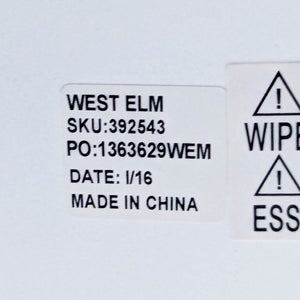 WEST ELM
SKU:392543
PO:1363629WEM
DATE: I/16
MADE IN CHINA
!
WIPE
!
ESS